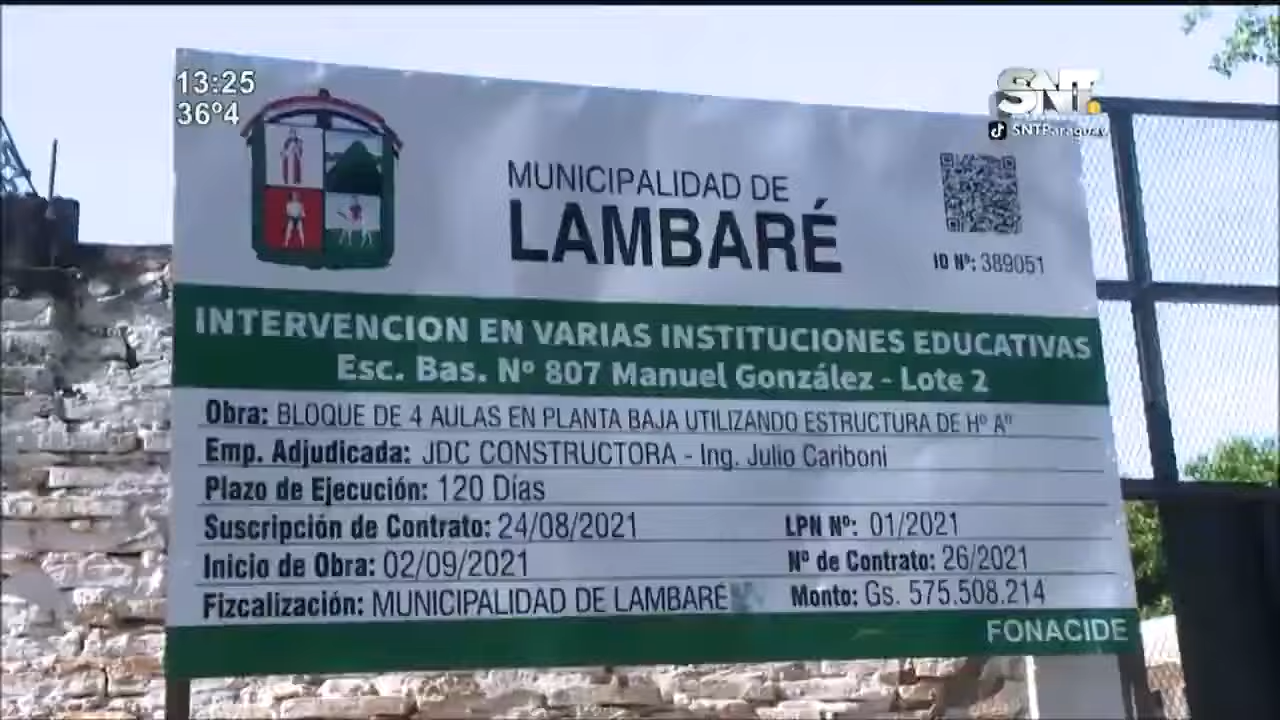 13:25
36º4
SNT
SNTParaguay
MUNICIPALIDAD DE
LAMBARÉ
ID Nº: 389051
INTERVENCION EN VARIAS INSTITUCIONES EDUCATIVAS
Esc. Bas. Nº 807 Manuel González - Lote 2
Obra: BLOQUE DE 4 AULAS EN PLANTA BAJA UTILIZANDO ESTRUCTURA DE Hº Aº
Emp. Adjudicada: JDC CONSTRUCTORA - Ing. Julio Cariboni
Plazo de Ejecución: 120 Días
Suscripción de Contrato: 24/08/2021 LPN Nº: 01/2021
Inicio de Obra: 02/09/2021 Nº de Contrato: 26/2021
Fizcalización: MUNICIPALIDAD DE LAMBARÉ Monto: Gs. 575.508.214
FONACIDE